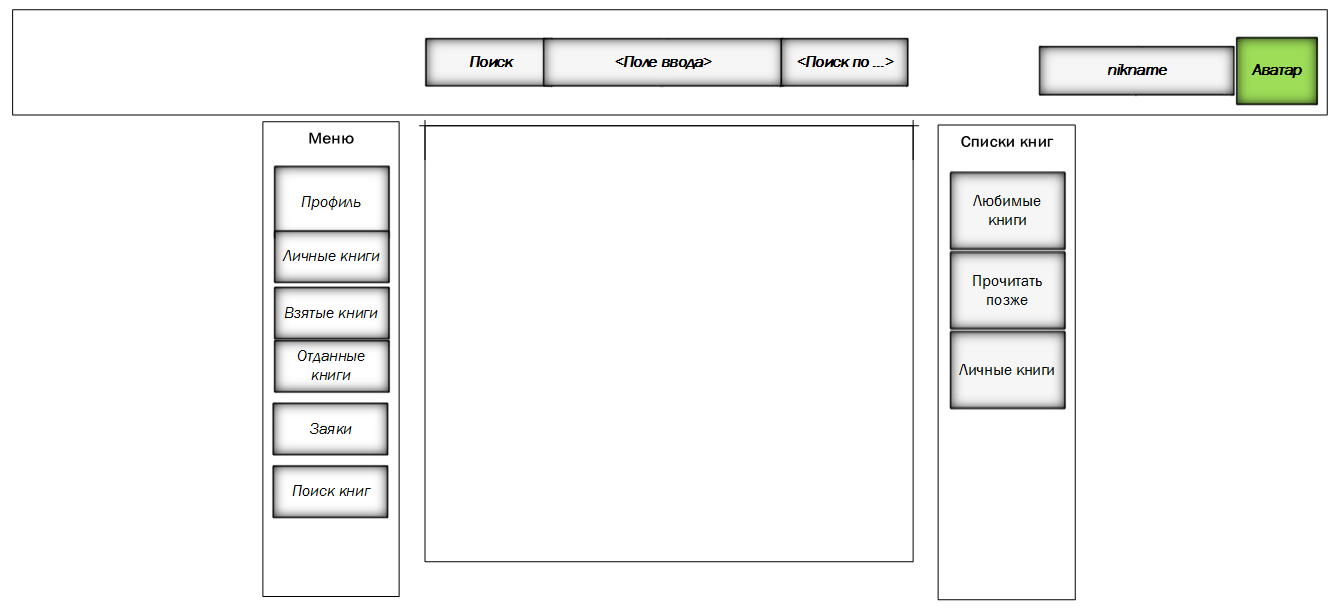 Поиск
<Поле ввода>
<Поиск по ...>
nikname
Аватар
Меню
Профиль
Личные книги
Взятые книги
Отданные
книги
Заяки
Поиск книг
Списки книг
Любимые
книги
Прочитать
позже
Личные книги